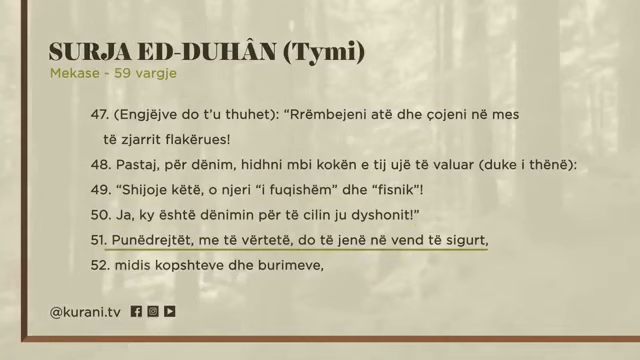 SURJA ED-DUHÂN (Tymi)
Mekase - 59 vargje
47. (Engjëjve do t’u thuhet): “Rrëmbejeni atë dhe çojeni në mes
të zjarrit flakërues!
48. Pastaj, për dënim, hidhni mbi kokën e tij ujë të valuar (duke i thënë):
49. “Shijoje këtë, o njeri “i fuqishëm” dhe “fisnik”!
50. Ja, ky është dënimin për të cilin ju dyshonit!”
51. Punëdrejtët, me të vërtetë, do të jenë në vend të sigurt,
52. midis kopshteve dhe burimeve,
@kurani.tv